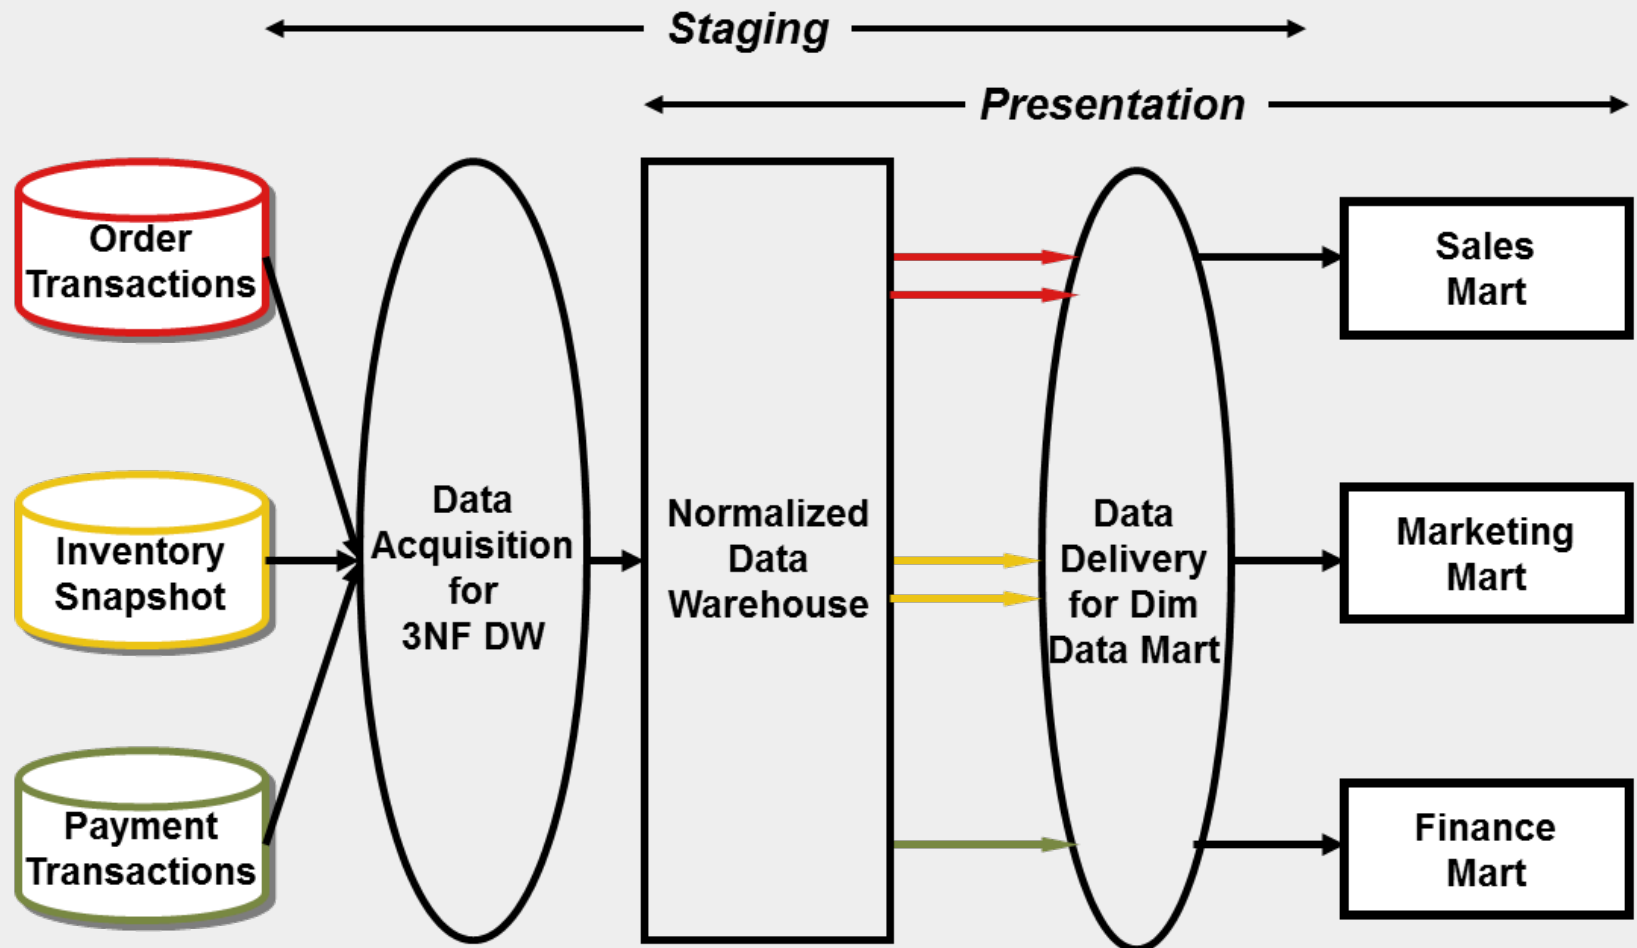 Staging
Presentation
Order
Transactions
Inventory
Snapshot
Payment
Transactions
Data
Acquisition
for
3NF DW
Normalized
Data
Warehouse
Data
Delivery
for Dim
Data Mart
Sales
Mart
Marketing
Mart
Finance
Mart